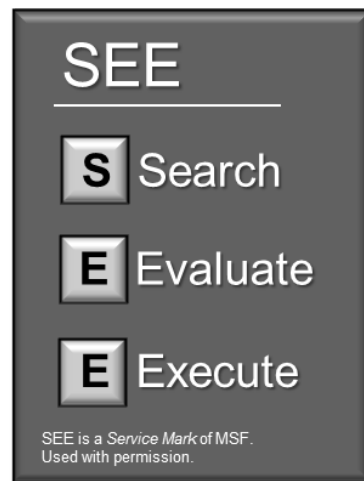 SEE
S Search
E Evaluate
E Execute
SEE is a Service Mark of MSF.
Used with permission.